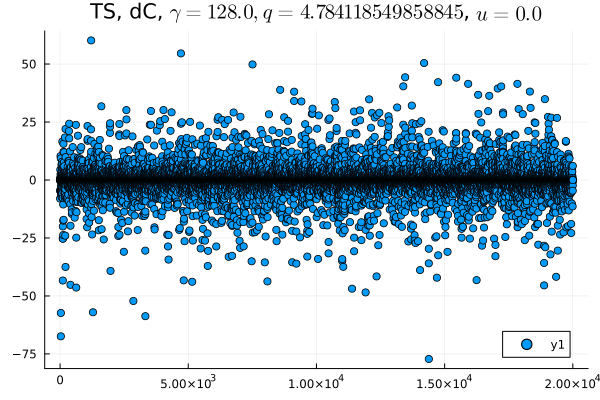 TS, dC, γ = 128.0, q = 4.784118549858845, u = 0.0
50
25
0
−25
−50
−75
y1
0 5.00×10³ 1.00×10⁴ 1.50×10⁴ 2.00×10⁴